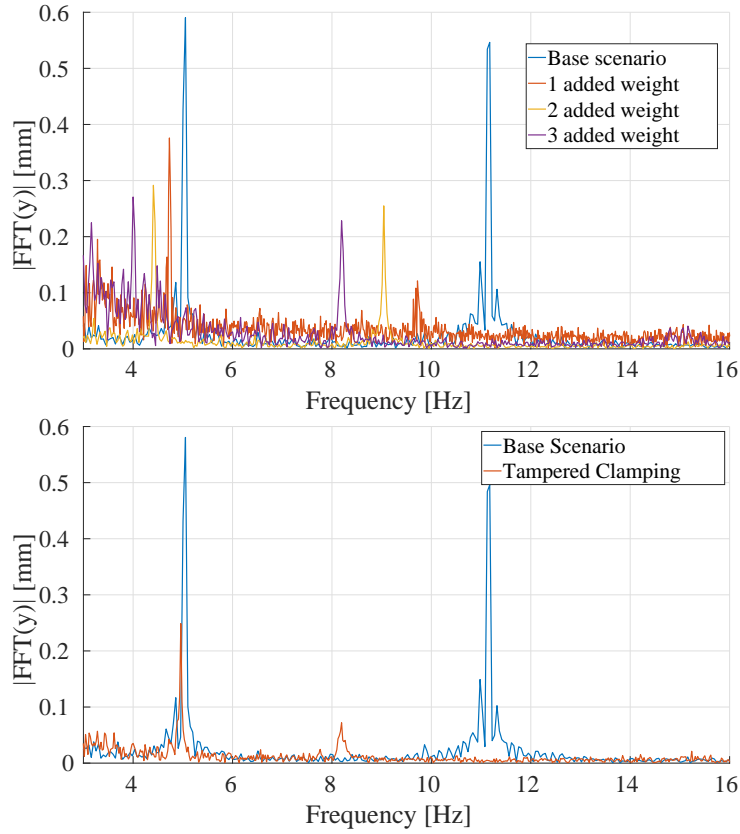 0.6
0.5
0.4
0.3
0.2
0.1
0
|FFT(y)| [mm]
Base scenario
1 added weight
2 added weight
3 added weight
4 6 8 10 12 14 16
Frequency [Hz]
0.6
0.5
0.4
0.3
0.2
0.1
0
|FFT(y)| [mm]
Base Scenario
Tampered Clamping
4 6 8 10 12 14 16
Frequency [Hz]